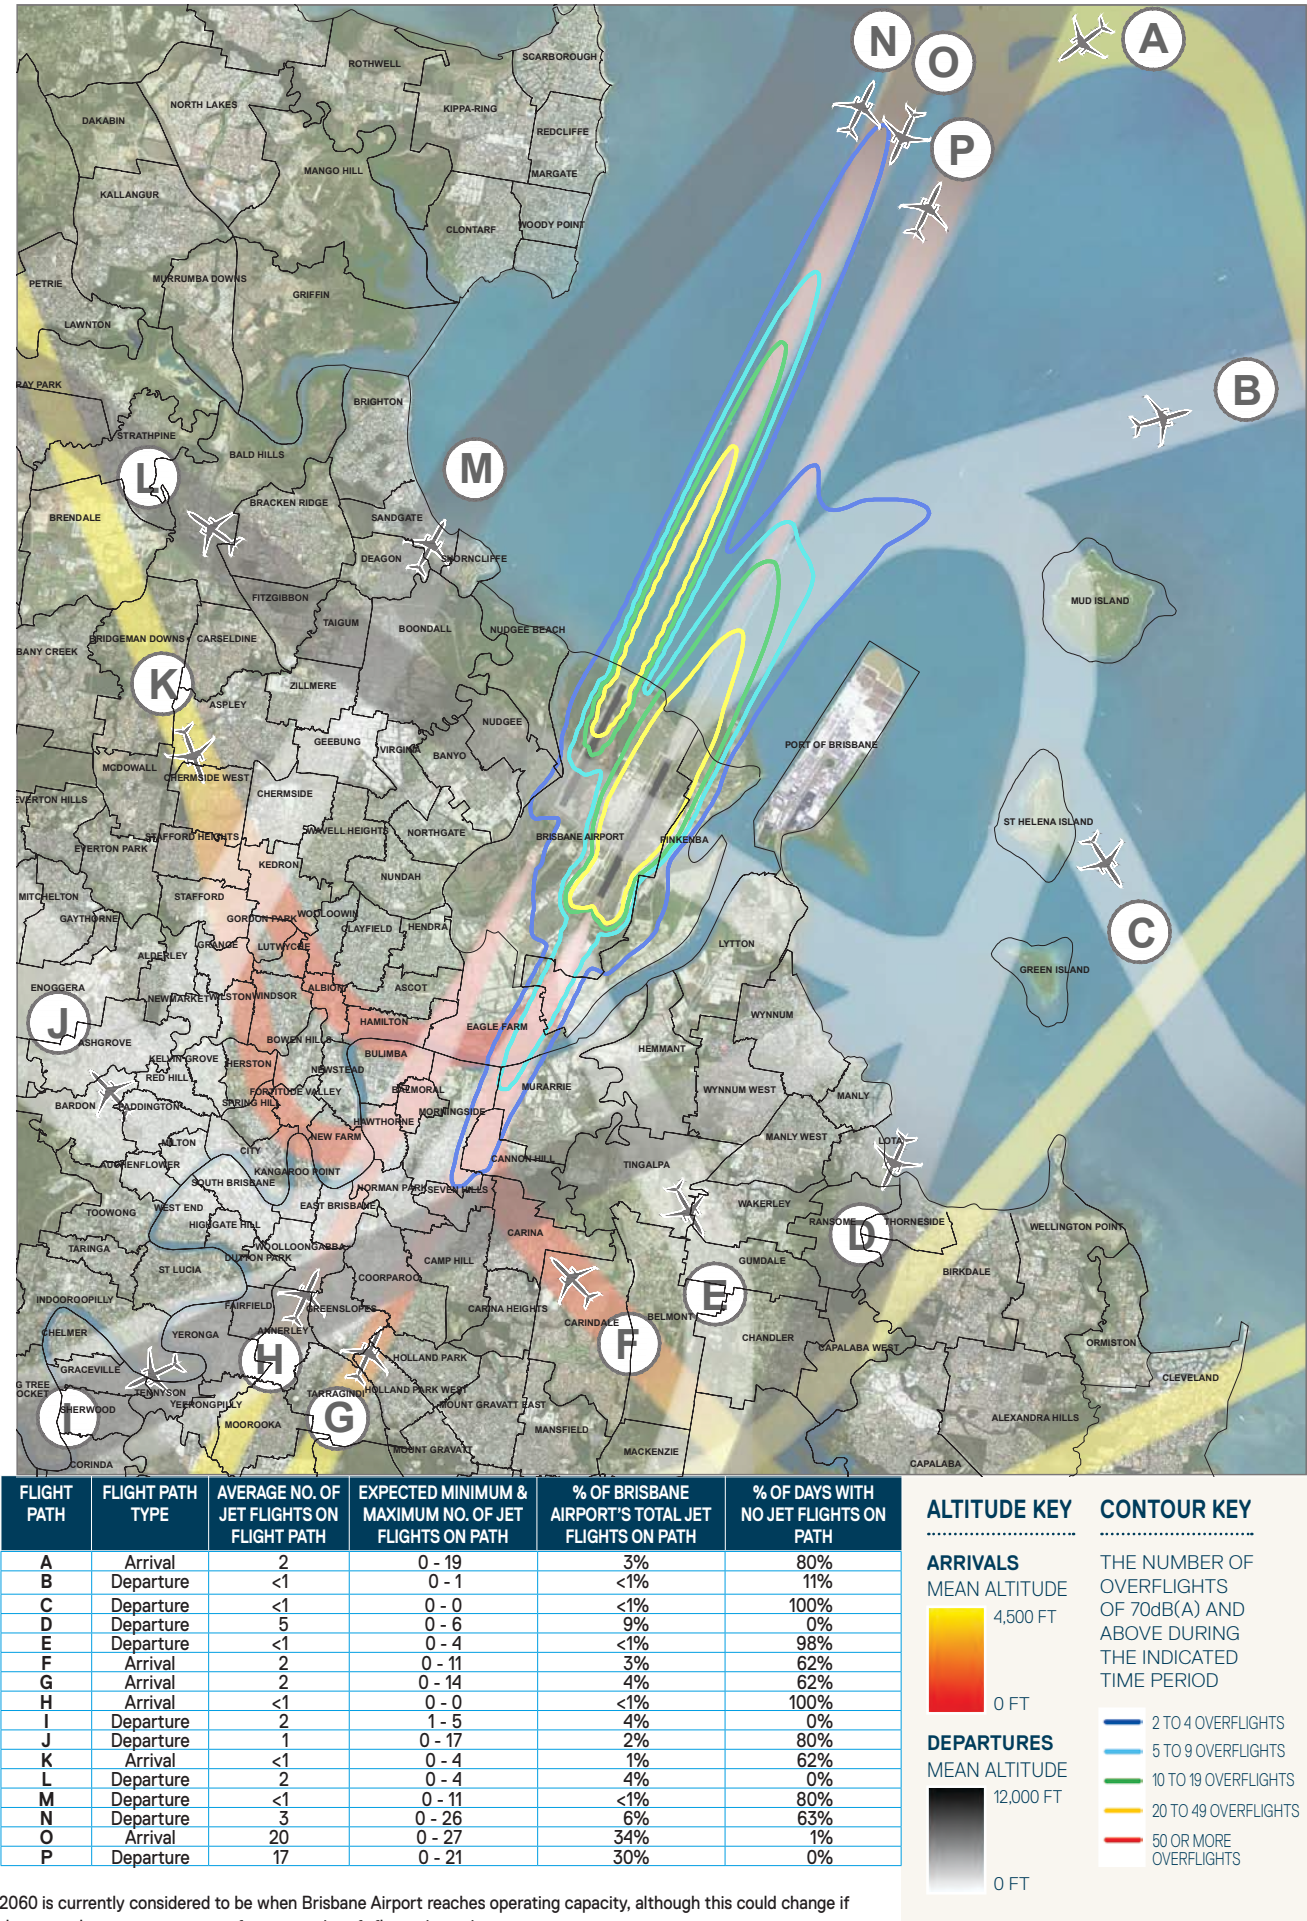 N
A
O
P
SCARBOROUGH
ROTHWELL
NORTH LAKES
KIPPA-RING
DAKABIN
REDCLIFFE
MANGO HILL
MARGATE
KALLANGUR
WOODY POINT
CLONTARF
MURRUMBA DOWNS
PETRIE
GRIFFIN
LAWNTON
RAY PARK
B
BRIGHTON
STRATHPINE
BALD HILLS
L
M
BRACKEN RIDGE
BRENDALE
SANDGATE
DEAGON
SHORNCLIFFE
FITZGIBBON
MUD ISLAND
TAIGUM
BOONDALL
NUDGEE BEACH
BRIDGEMAN DOWNS
CARSELDINE
BANY CREEK
K
ZILLMERE
ASPLEY
NUDGEE
GEEBUNG
VIRGINIA
BANYO
PORT OF BRISBANE
MCDOWALL
CHERMSIDE WEST
CHERMSIDE
EVERTON HILLS
ST HELENA ISLAND
STAFFORD HEIGHTS
WAVELL HEIGHTS
NORTHGATE
BRISBANE AIRPORT
PINKENBA
EVERTON PARK
KEDRON
NUNDAH
MITCHELTON
STAFFORD
GAYTHORNE
GORDON PARK
WOOLOOWIN
CLAYFIELD
HENDRA
C
GRANGE
LUTWYCHE
LYTTON
ALDERLEY
GREEN ISLAND
ENOGGERA
NEWMARKET
WILSTON
WINDSOR
ALBION
ASCOT
J
HAMILTON
EAGLE FARM
WYNNUM
ASHGROVE
BOWEN HILLS
BULIMBA
HEMMANT
KELVIN GROVE
HERSTON
NEWSTEAD
RED HILL
FORTITUDE VALLEY
BALMORAL
MURARRIE
WYNNUM WEST
MANLY
BARDON
PADDINGTON
SPRING HILL
MORNINGSIDE
HAWTHORNE
MILTON
CITY
NEW FARM
MANLY WEST
LOTA
AUCHENFLOWER
KANGAROO POINT
CANNON HILL
TINGALPA
SOUTH BRISBANE
NORMAN PARK
SEVEN HILLS
TOOWONG
WEST END
EAST BRISBANE
WAKERLEY
HIGHGATE HILL
RANSOME
D
THORNESIDE
WELLINGTON POINT
TARINGA
WOOLLOONGABBA
CARINA
DUTTON PARK
CAMP HILL
GUMDALE
ST LUCIA
COORPAROO
BIRKDALE
INDOOROOPILLY
FAIRFIELD
GREENSLOPES
CARINA HEIGHTS
E
CHELMER
YERONGA
ANNERLEY
CARINDALE
BELMONT
CHANDLER
ORMISTON
F
CAPALABA WEST
GRACEVILLE
H
HOLLAND PARK
CLEVELAND
G TREE
OCKET
TENNYSON
TARRAGINDI
HOLLAND PARK WEST
I
SHERWOOD
YEERONGPILLY
G
MOUNT GRAVATT EAST
MOOROOKA
ALEXANDRA HILLS
MANSFIELD
MOUNT GRAVATT
MACKENZIE
CORINDA
CAPALABA
FLIGHT PATH | FLIGHT PATH TYPE | AVERAGE NO. OF JET FLIGHTS ON FLIGHT PATH | EXPECTED MINIMUM & MAXIMUM NO. OF JET FLIGHTS ON PATH | % OF BRISBANE AIRPORT'S TOTAL JET FLIGHTS ON PATH | % OF DAYS WITH NO JET FLIGHTS ON PATH
A Arrival 2 0 - 19 3% 80%
B Departure <1 0 - 1 <1% 11%
C Departure <1 0 - 0 <1% 100%
D Departure 5 0 - 6 9% 0%
E Departure <1 0 - 4 <1% 98%
F Arrival 2 0 - 11 3% 62%
G Arrival 2 0 - 14 4% 62%
H Arrival <1 0 - 0 <1% 100%
I Departure 2 1 - 5 4% 0%
J Departure 1 0 - 17 2% 80%
K Arrival <1 0 - 4 1% 62%
L Departure 2 0 - 4 4% 0%
M Departure <1 0 - 11 <1% 80%
N Departure 3 0 - 26 6% 63%
O Arrival 20 0 - 27 34% 1%
P Departure 17 0 - 21 30% 0%
ALTITUDE KEY
ARRIVALS
MEAN ALTITUDE
4,500 FT
0 FT
DEPARTURES
MEAN ALTITUDE
12,000 FT
0 FT
CONTOUR KEY
THE NUMBER OF
OVERFLIGHTS
OF 70dB(A) AND
ABOVE DURING
THE INDICATED
TIME PERIOD
2 TO 4 OVERFLIGHTS
5 TO 9 OVERFLIGHTS
10 TO 19 OVERFLIGHTS
20 TO 49 OVERFLIGHTS
50 OR MORE
OVERFLIGHTS
2060 is currently considered to be when Brisbane Airport reaches operating capacity, although this could change if